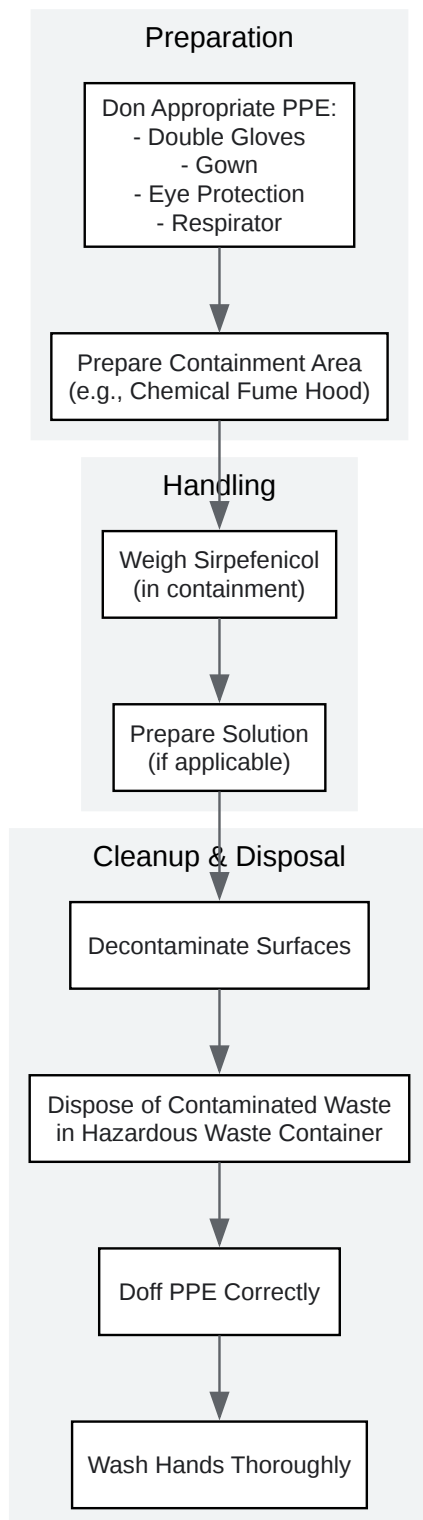 Preparation
Don Appropriate PPE:
- Double Gloves
- Gown
- Eye Protection
- Respirator
Prepare Containment Area
(e.g., Chemical Fume Hood)
Handling
Weigh Sirpefenicol
(in containment)
Prepare Solution
(if applicable)
Cleanup & Disposal
Decontaminate Surfaces
Dispose of Contaminated Waste
in Hazardous Waste Container
Doff PPE Correctly
Wash Hands Thoroughly